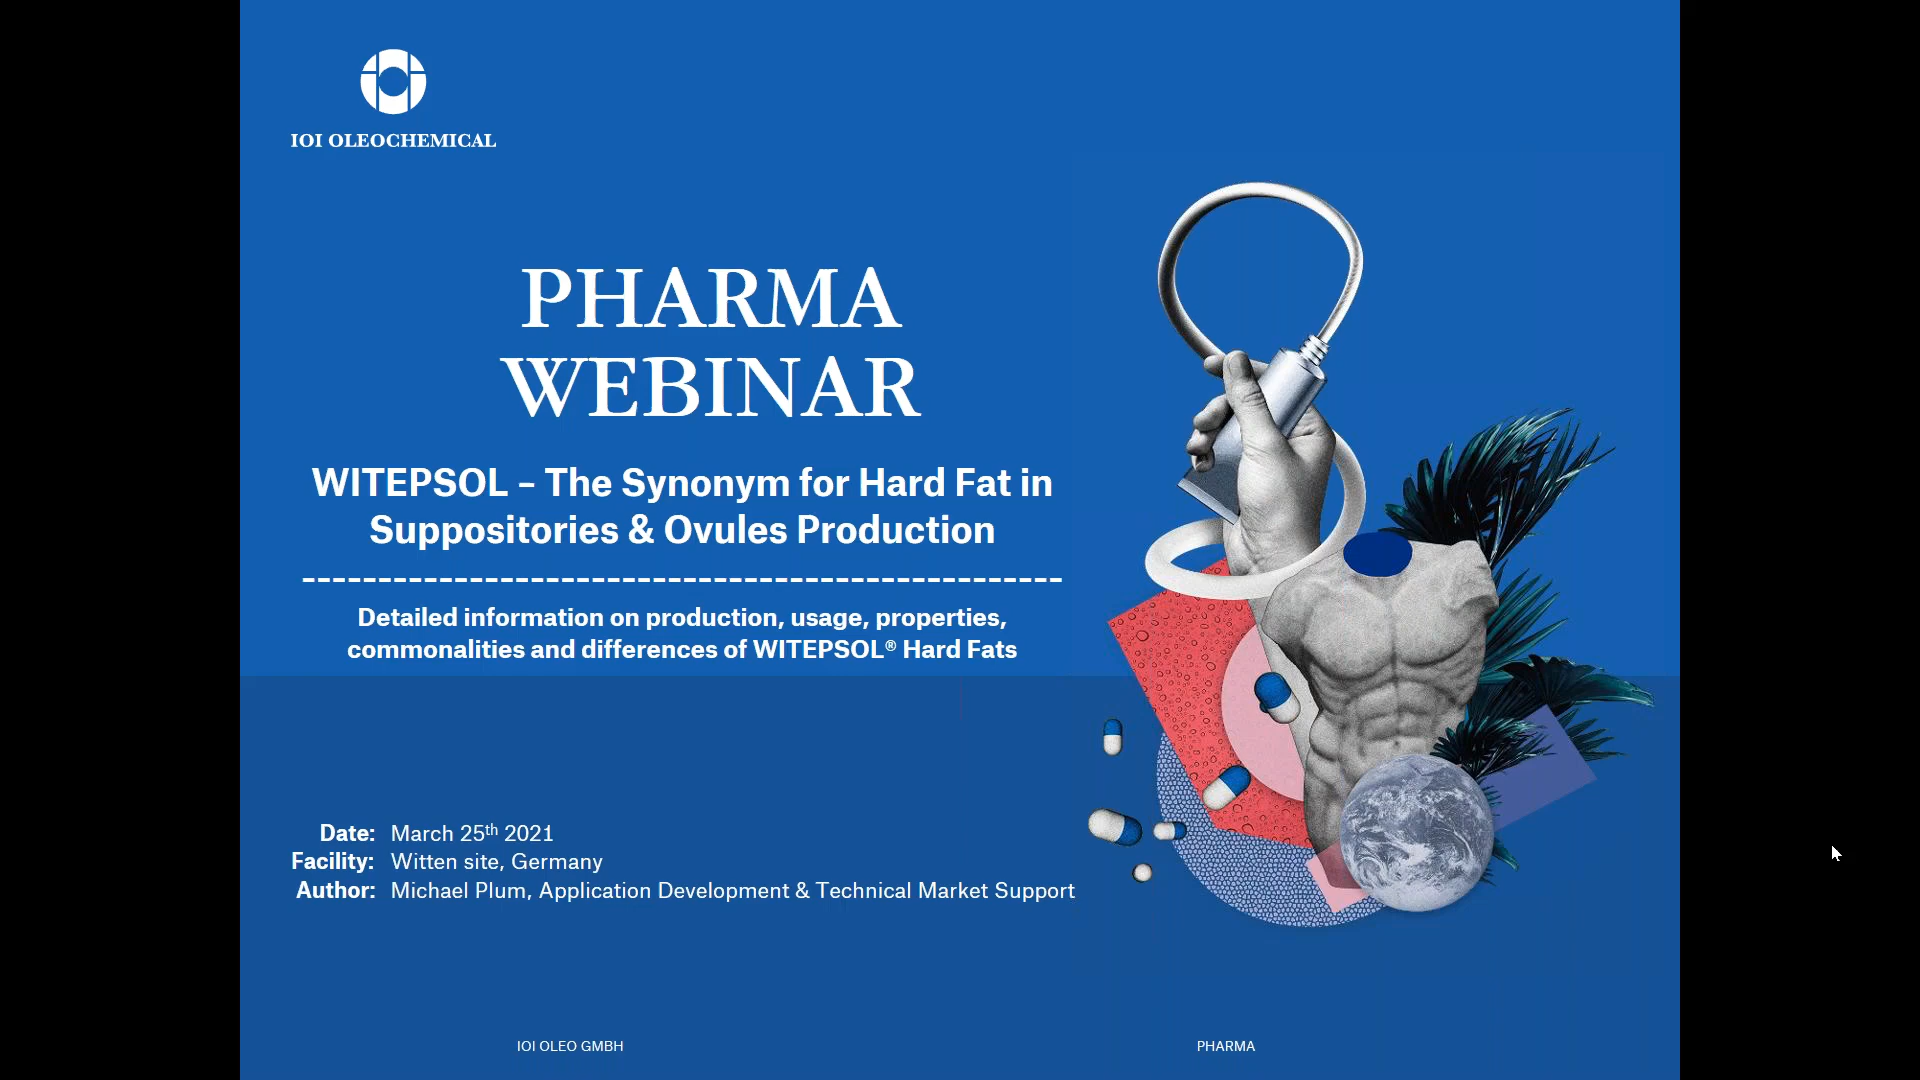 IOI OLEOCHEMICAL
PHARMA
WEBINAR
WITEPSOL – The Synonym for Hard Fat in
Suppositories & Ovules Production
--------------------------------------------------
Detailed information on production, usage, properties,
commonalities and differences of WITEPSOL® Hard Fats
Date: March 25th 2021
Facility: Witten site, Germany
Author: Michael Plum, Application Development & Technical Market Support
IOI OLEO GMBH
PHARMA